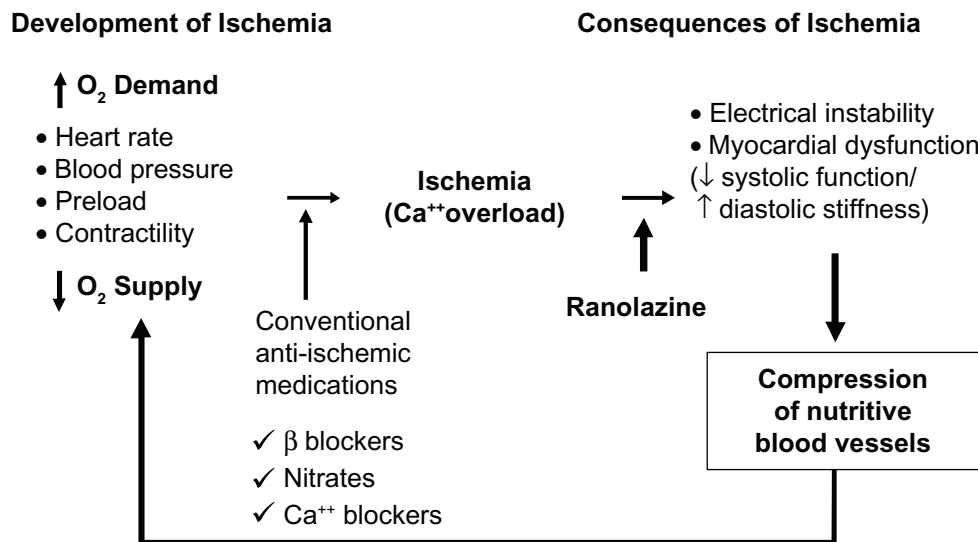 Development of Ischemia
Consequences of Ischemia
↑ O₂ Demand
• Heart rate
• Blood pressure
• Preload
• Contractility
↓ O₂ Supply
Ischemia
(Ca⁺⁺overload)
• Electrical instability
• Myocardial dysfunction
(↓ systolic function/
↑ diastolic stiffness)
Ranolazine
Conventional
anti-ischemic
medications
✓ β blockers
✓ Nitrates
✓ Ca⁺⁺ blockers
Compression
of nutritive
blood vessels